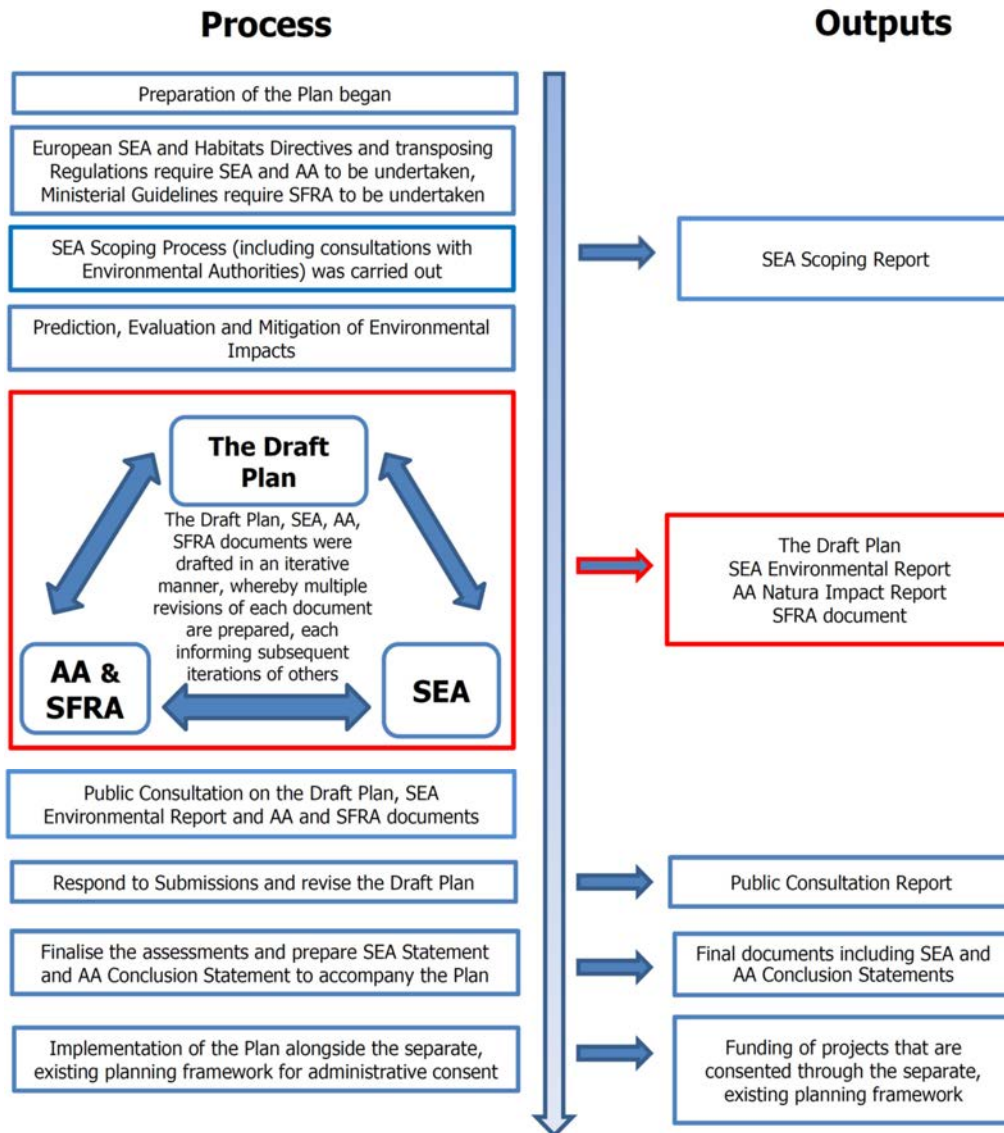 Process
Outputs
Preparation of the Plan began
European SEA and Habitats Directives and transposing
Regulations require SEA and AA to be undertaken,
Ministerial Guidelines require SFRA to be undertaken
SEA Scoping Process (including consultations with
Environmental Authorities) was carried out
SEA Scoping Report
Prediction, Evaluation and Mitigation of Environmental
Impacts
The Draft
Plan
The Draft Plan, SEA, AA,
SFRA documents were
drafted in an iterative
manner, whereby multiple
revisions of each document
are prepared, each
informing subsequent
iterations of others
AA &
SFRA
SEA
The Draft Plan
SEA Environmental Report
AA Natura Impact Report
SFRA document
Public Consultation on the Draft Plan, SEA
Environmental Report and AA and SFRA documents
Respond to Submissions and revise the Draft Plan
Public Consultation Report
Finalise the assessments and prepare SEA Statement
and AA Conclusion Statement to accompany the Plan
Final documents including SEA and
AA Conclusion Statements
Implementation of the Plan alongside the separate,
existing planning framework for administrative consent
Funding of projects that are
consented through the separate,
existing planning framework